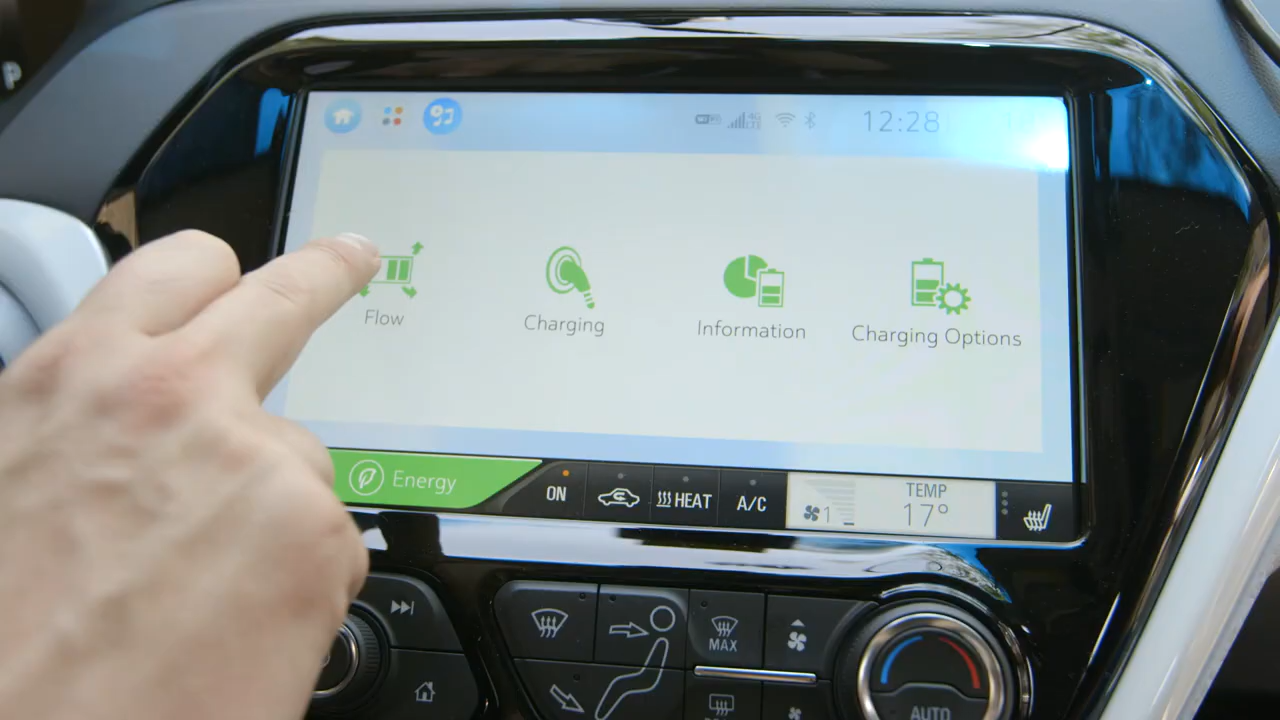 P
12:28
Flow
Charging
Information
Charging Options
Energy
ON
HEAT
A/C
1
TEMP
17°
MAX
AUTO